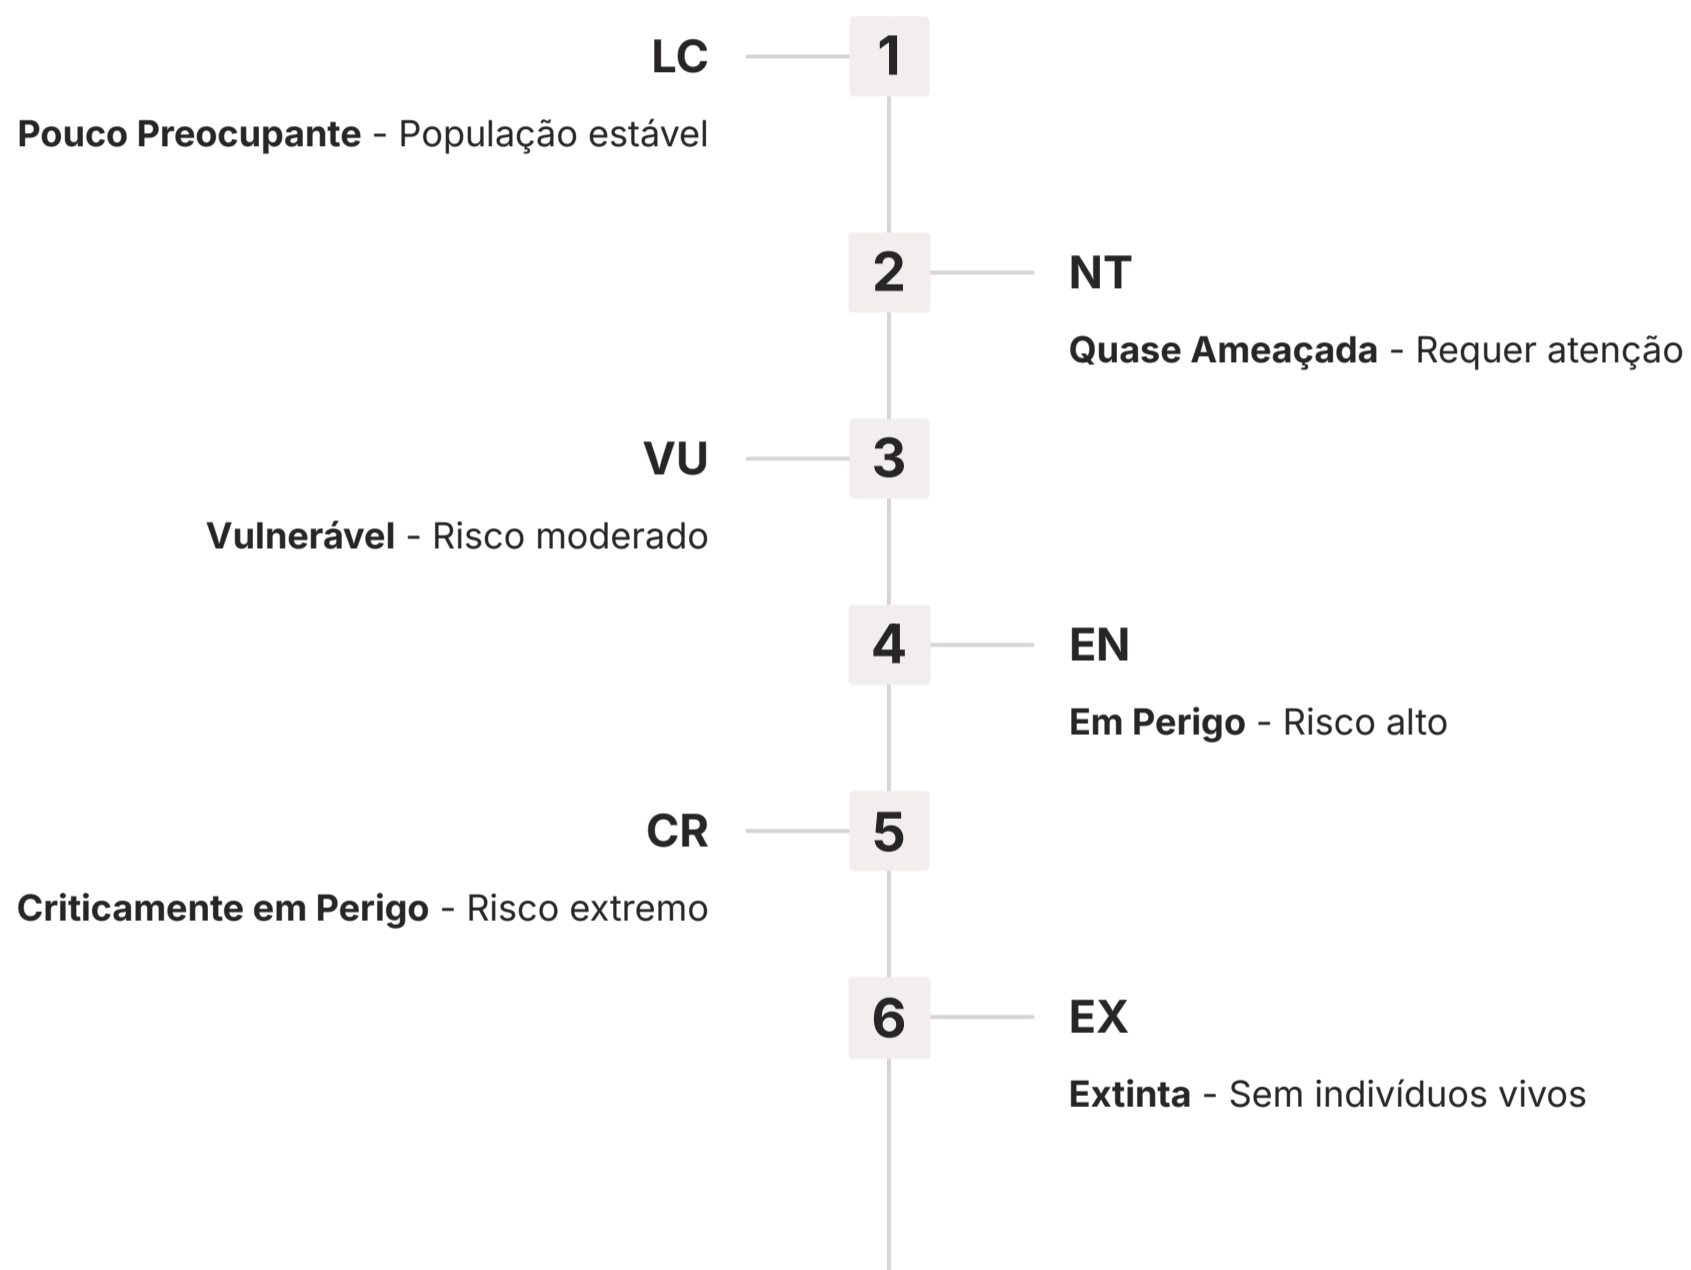 LC
1
Pouco Preocupante - População estável
2
NT
Quase Ameaçada - Requer atenção
VU
3
Vulnerável - Risco moderado
4
EN
Em Perigo - Risco alto
CR
5
Criticamente em Perigo - Risco extremo
6
EX
Extinta - Sem indivíduos vivos